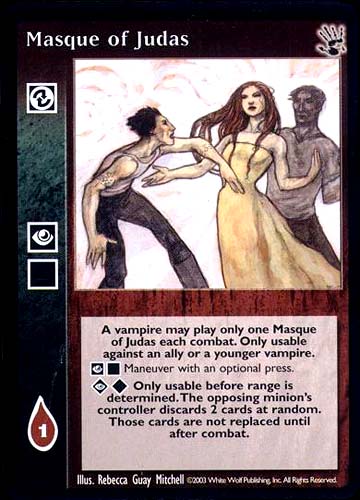 Masque of Judas
A vampire may play only one Masque
of Judas each combat. Only usable
against an ally or a younger vampire.
Maneuver with an optional press.
Only usable before range is
determined. The opposing minion's
controller discards 2 cards at random.
Those cards are not replaced until
after combat.
1
Illus. Rebecca Guay Mitchell ©2003 White Wolf Publishing, Inc. All Rights Reserved.